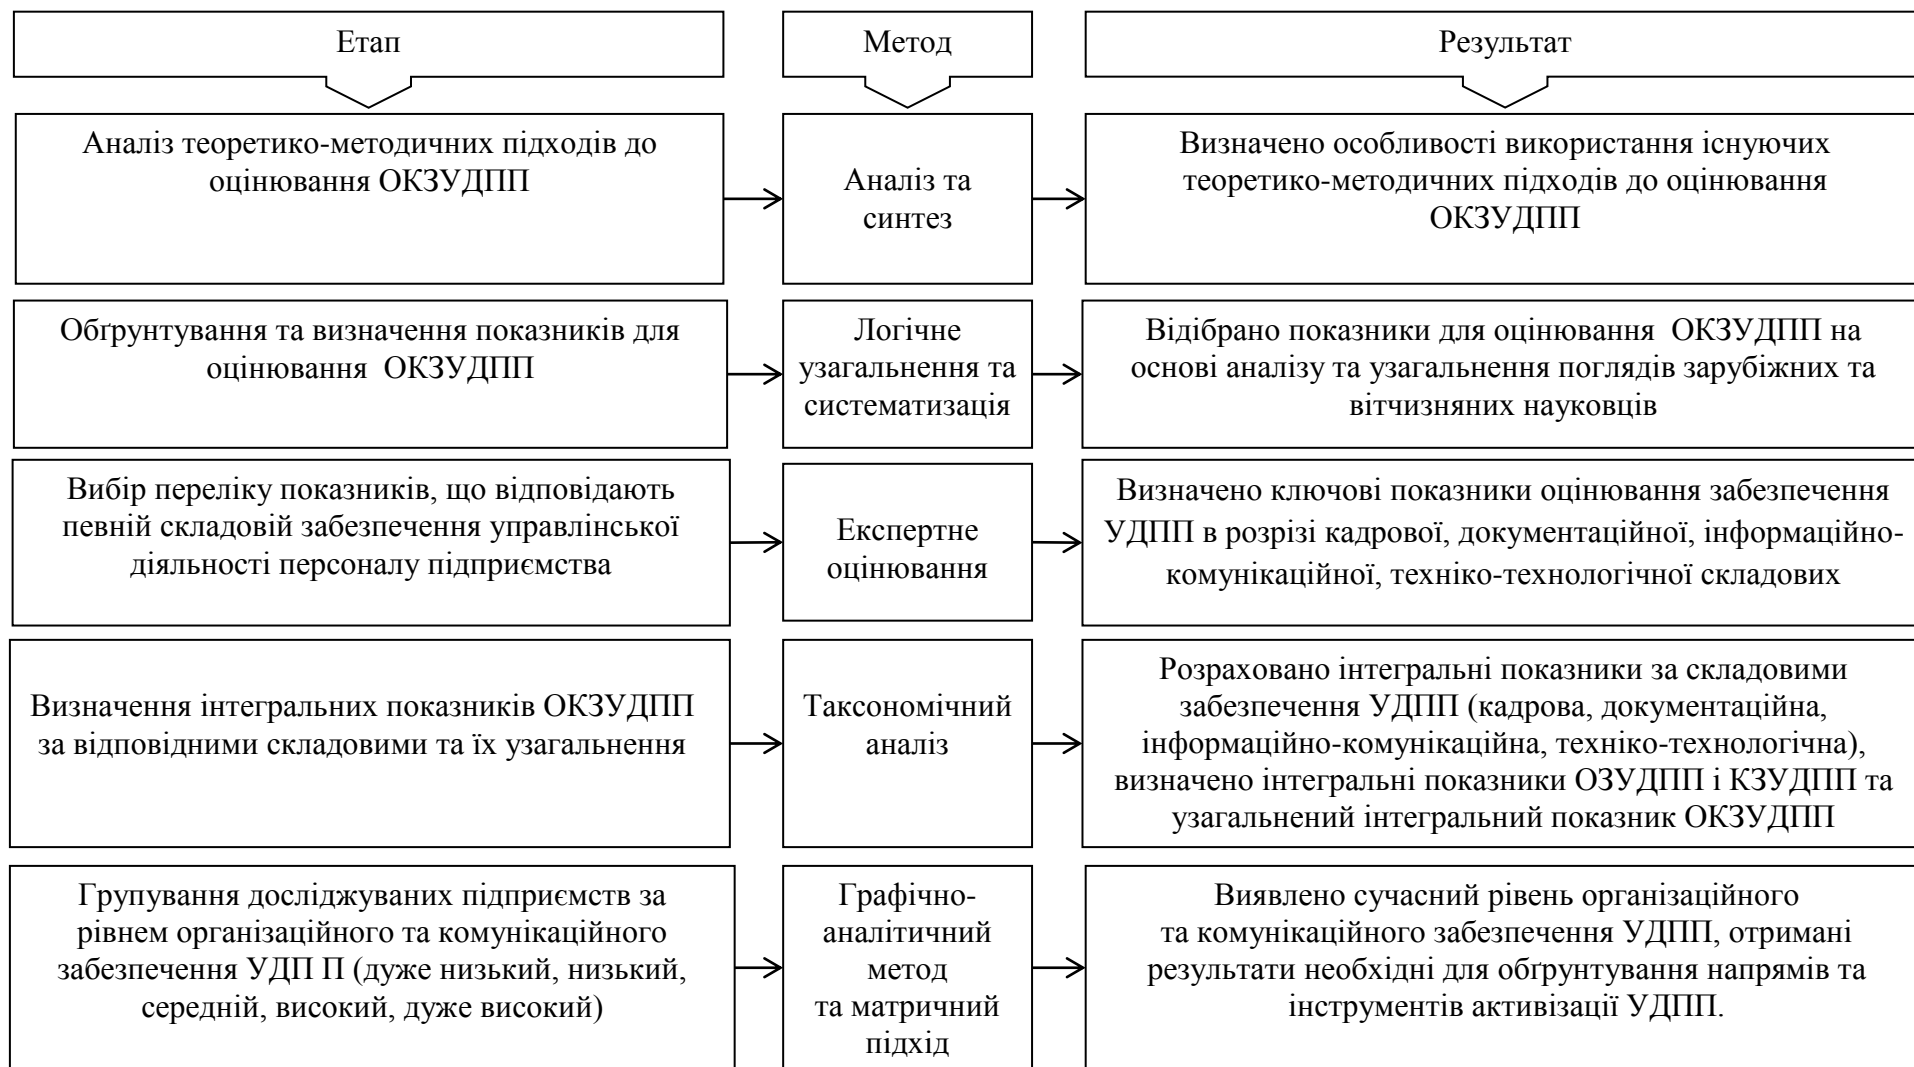 Етап
Метод
Результат
Аналіз теоретико-методичних підходів до
оцінювання ОКЗУДПП
Аналіз та
синтез
Визначено особливості використання існуючих
теоретико-методичних підходів до оцінювання
ОКЗУДПП
Обґрунтування та визначення показників для
оцінювання ОКЗУДПП
Логічне
узагальнення та
систематизація
Відібрано показники для оцінювання ОКЗУДПП на
основі аналізу та узагальнення поглядів зарубіжних та
вітчизняних науковців
Вибір переліку показників, що відповідають
певній складовій забезпечення управлінської
діяльності персоналу підприємства
Експертне
оцінювання
Визначено ключові показники оцінювання забезпечення
УДПП в розрізі кадрової, документаційної, інформаційно-
комунікаційної, техніко-технологічної складових
Визначення інтегральних показників ОКЗУДПП
за відповідними складовими та їх узагальнення
Таксономічний
аналіз
Розраховано інтегральні показники за складовими
забезпечення УДПП (кадрова, документаційна,
інформаційно-комунікаційна, техніко-технологічна),
визначено інтегральні показники ОЗУДПП і КЗУДПП та
узагальнений інтегральний показник ОКЗУДПП
Групування досліджуваних підприємств за
рівнем організаційного та комунікаційного
забезпечення УДП П (дуже низький, низький,
середній, високий, дуже високий)
Графічно-
аналітичний
метод
та матричний
підхід
Виявлено сучасний рівень організаційного
та комунікаційного забезпечення УДПП, отримані
результати необхідні для обґрунтування напрямів та
інструментів активізації УДПП.